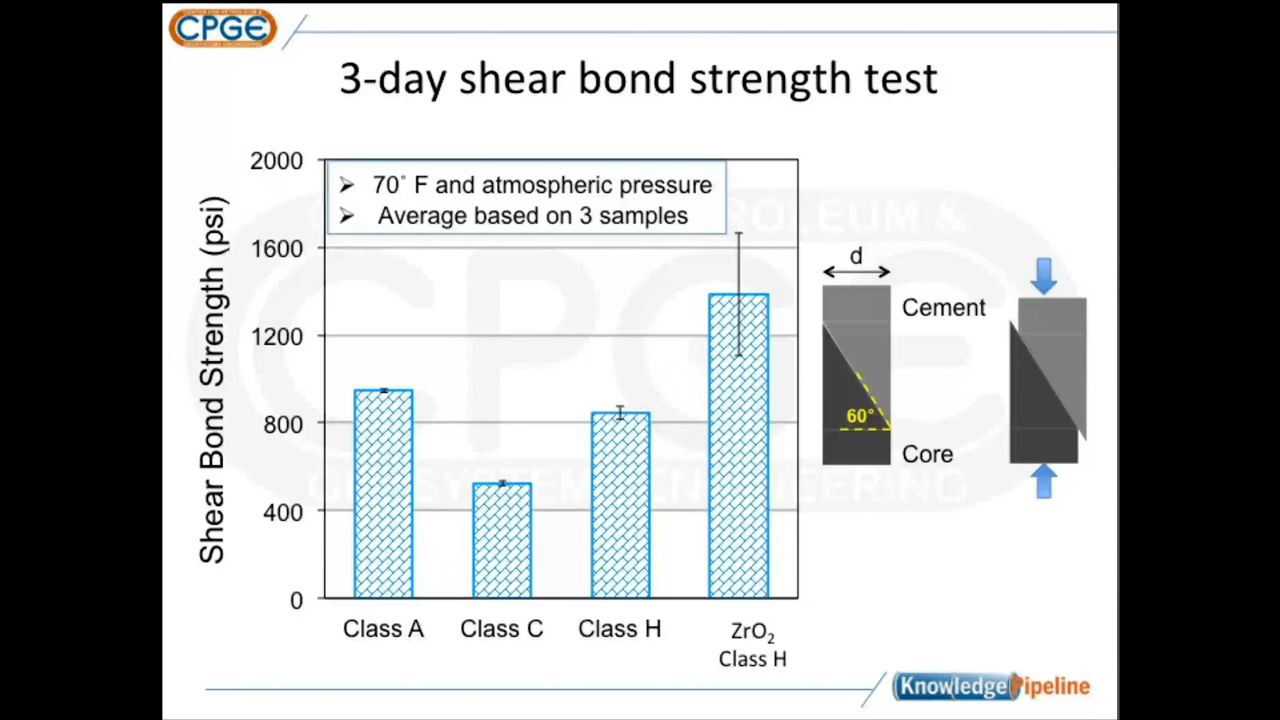 CPGE
3-day shear bond strength test
2000
1600
1200
800
400
0
Shear Bond Strength (psi)
➢ 70° F and atmospheric pressure
➢ Average based on 3 samples
Class A
Class C
Class H
ZrO₂
Class H
d
Cement
60°
Core
KnowledgePipeline